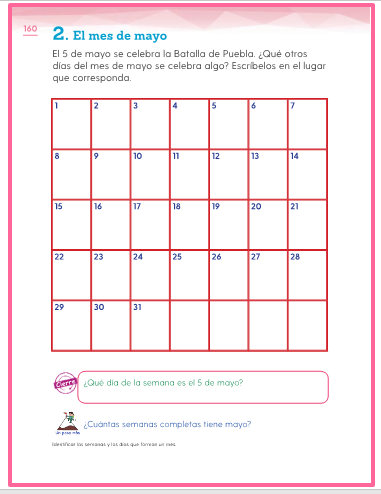 160
2. El mes de mayo
El 5 de mayo se celebra la Batalla de Puebla. ¿Qué otros
días del mes de mayo se celebra algo? Escríbelos en el lugar
que corresponda.
1 2 3 4 5 6 7
8 9 10 11 12 13 14
15 16 17 18 19 20 21
22 23 24 25 26 27 28
29 30 31
Cierre
¿Qué día de la semana es el 5 de mayo?
Un paso más
¿Cuántas semanas completas tiene mayo?
Identificar las semanas y los días que forman un mes.